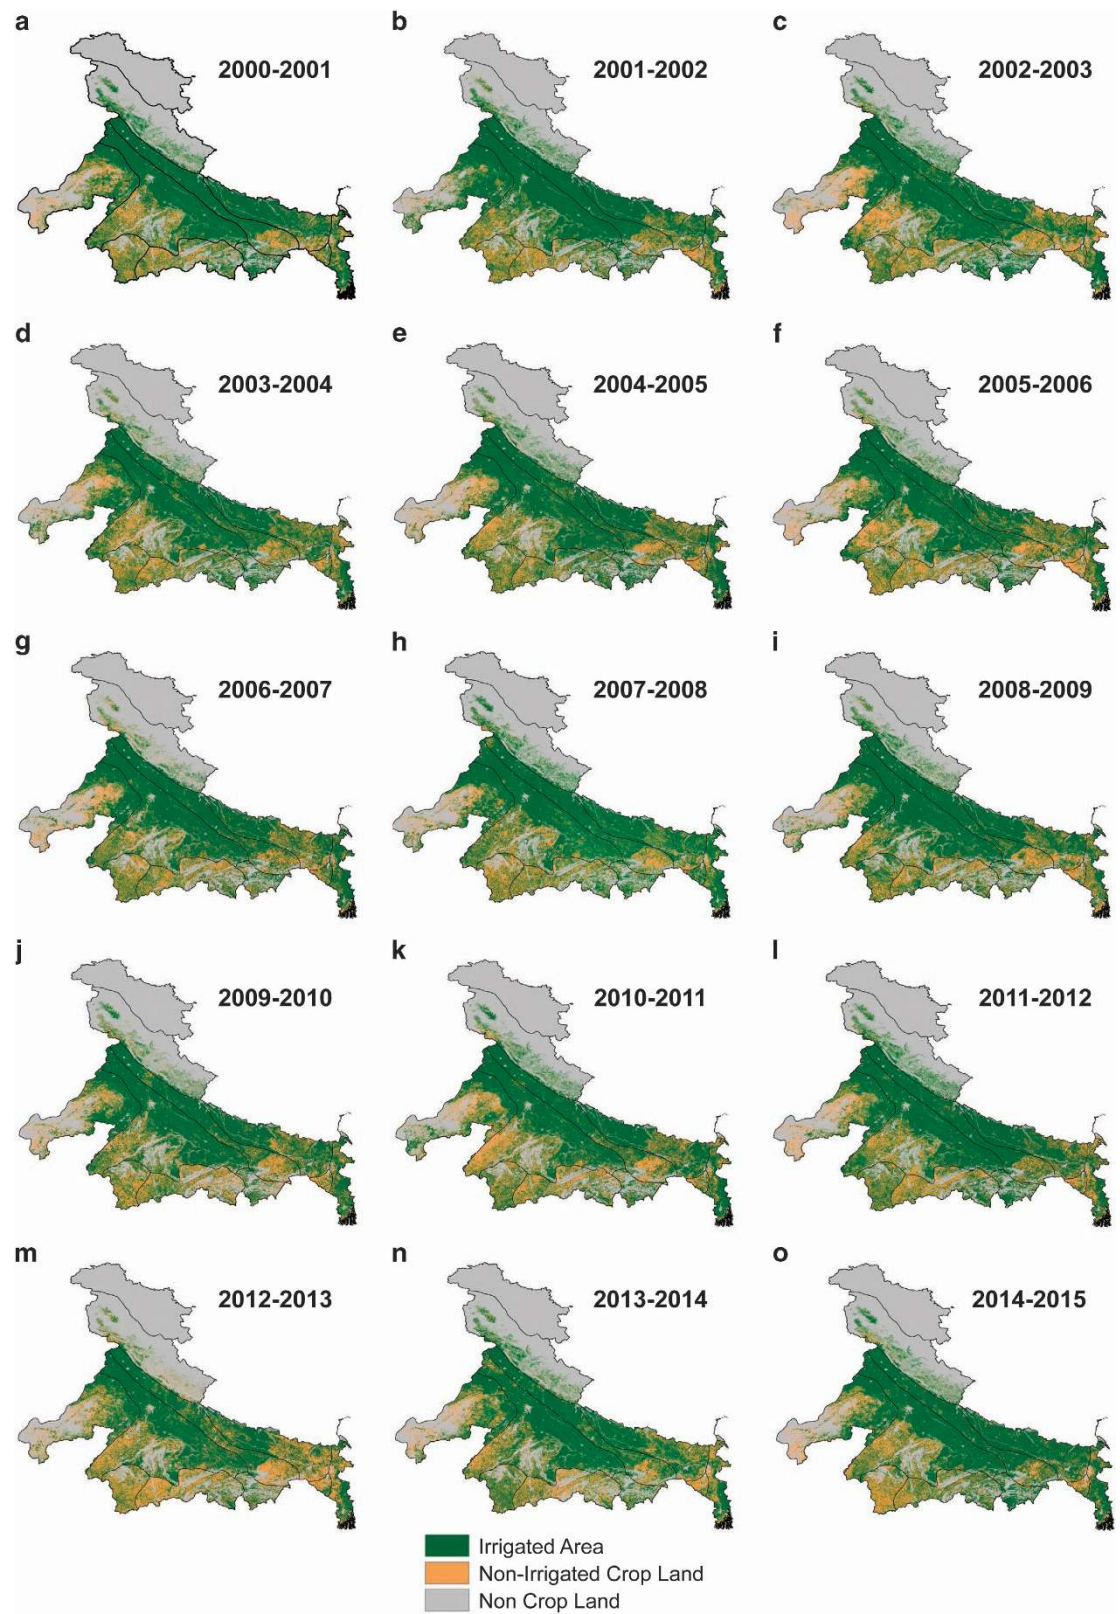 a
2000-2001
b
2001-2002
c
2002-2003
d
2003-2004
e
2004-2005
f
2005-2006
g
2006-2007
h
2007-2008
i
2008-2009
j
2009-2010
k
2010-2011
l
2011-2012
m
2012-2013
n
2013-2014
o
2014-2015
Irrigated Area
Non-Irrigated Crop Land
Non Crop Land